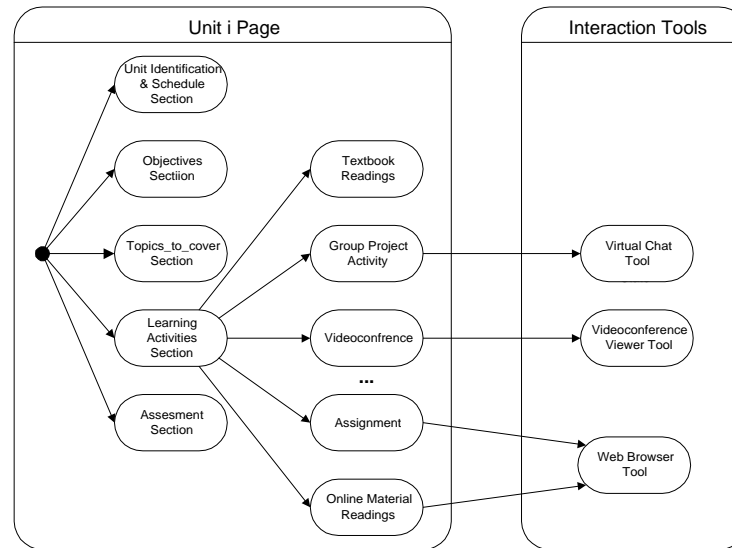 Unit i Page
Interaction Tools
Unit Identification
& Schedule
Section
Objectives
Sectiion
Textbook
Readings
Topics_to_cover
Section
Group Project
Activity
Virtual Chat
Tool
Learning
Activities
Section
Videoconfrence
Videoconference
Viewer Tool
...
Assesment
Section
Assignment
Web Browser
Tool
Online Material
Readings